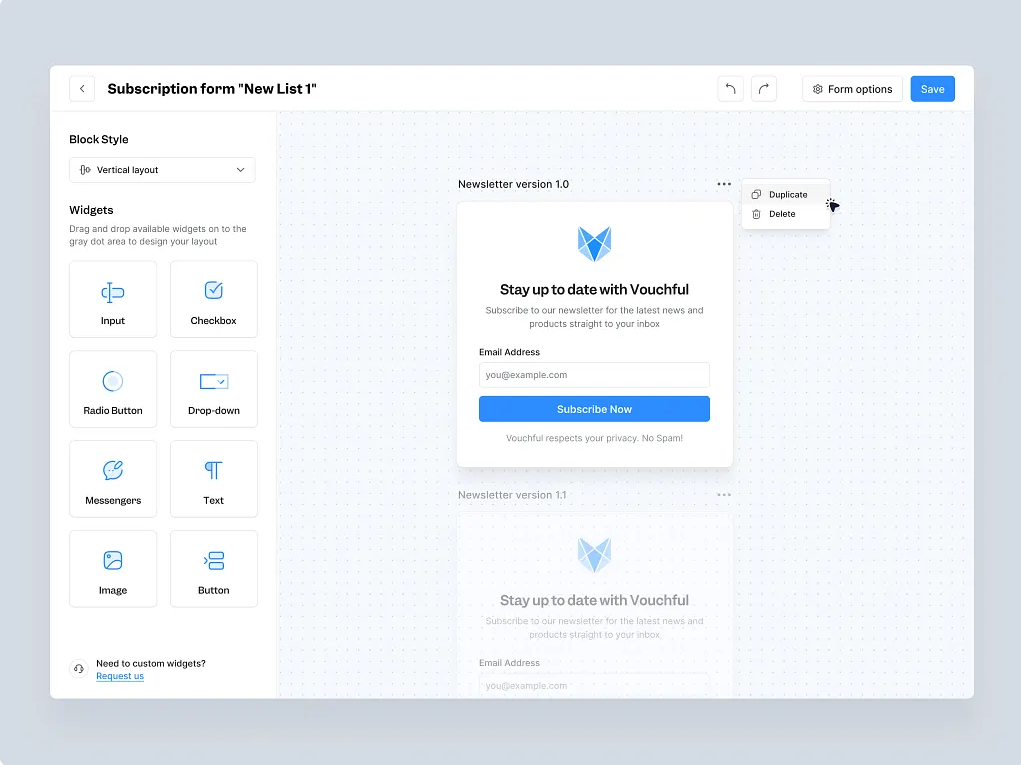 Subscription form "New List 1"
Form options
Save
Block Style
Vertical layout
Widgets
Drag and drop available widgets on to the
gray dot area to design your layout
Input
Checkbox
Radio Button
Drop-down
Messengers
Text
Image
Button
Need to custom widgets?
Request us
Newsletter version 1.0
Duplicate
Delete
Stay up to date with Vouchful
Subscribe to our newsletter for the latest news and
products straight to your inbox
Email Address
you@example.com
Subscribe Now
Vouchful respects your privacy. No Spam!
Newsletter version 1.1
Stay up to date with Vouchful
Subscribe to our newsletter for the latest news and
products straight to your inbox
Email Address
you@example.com